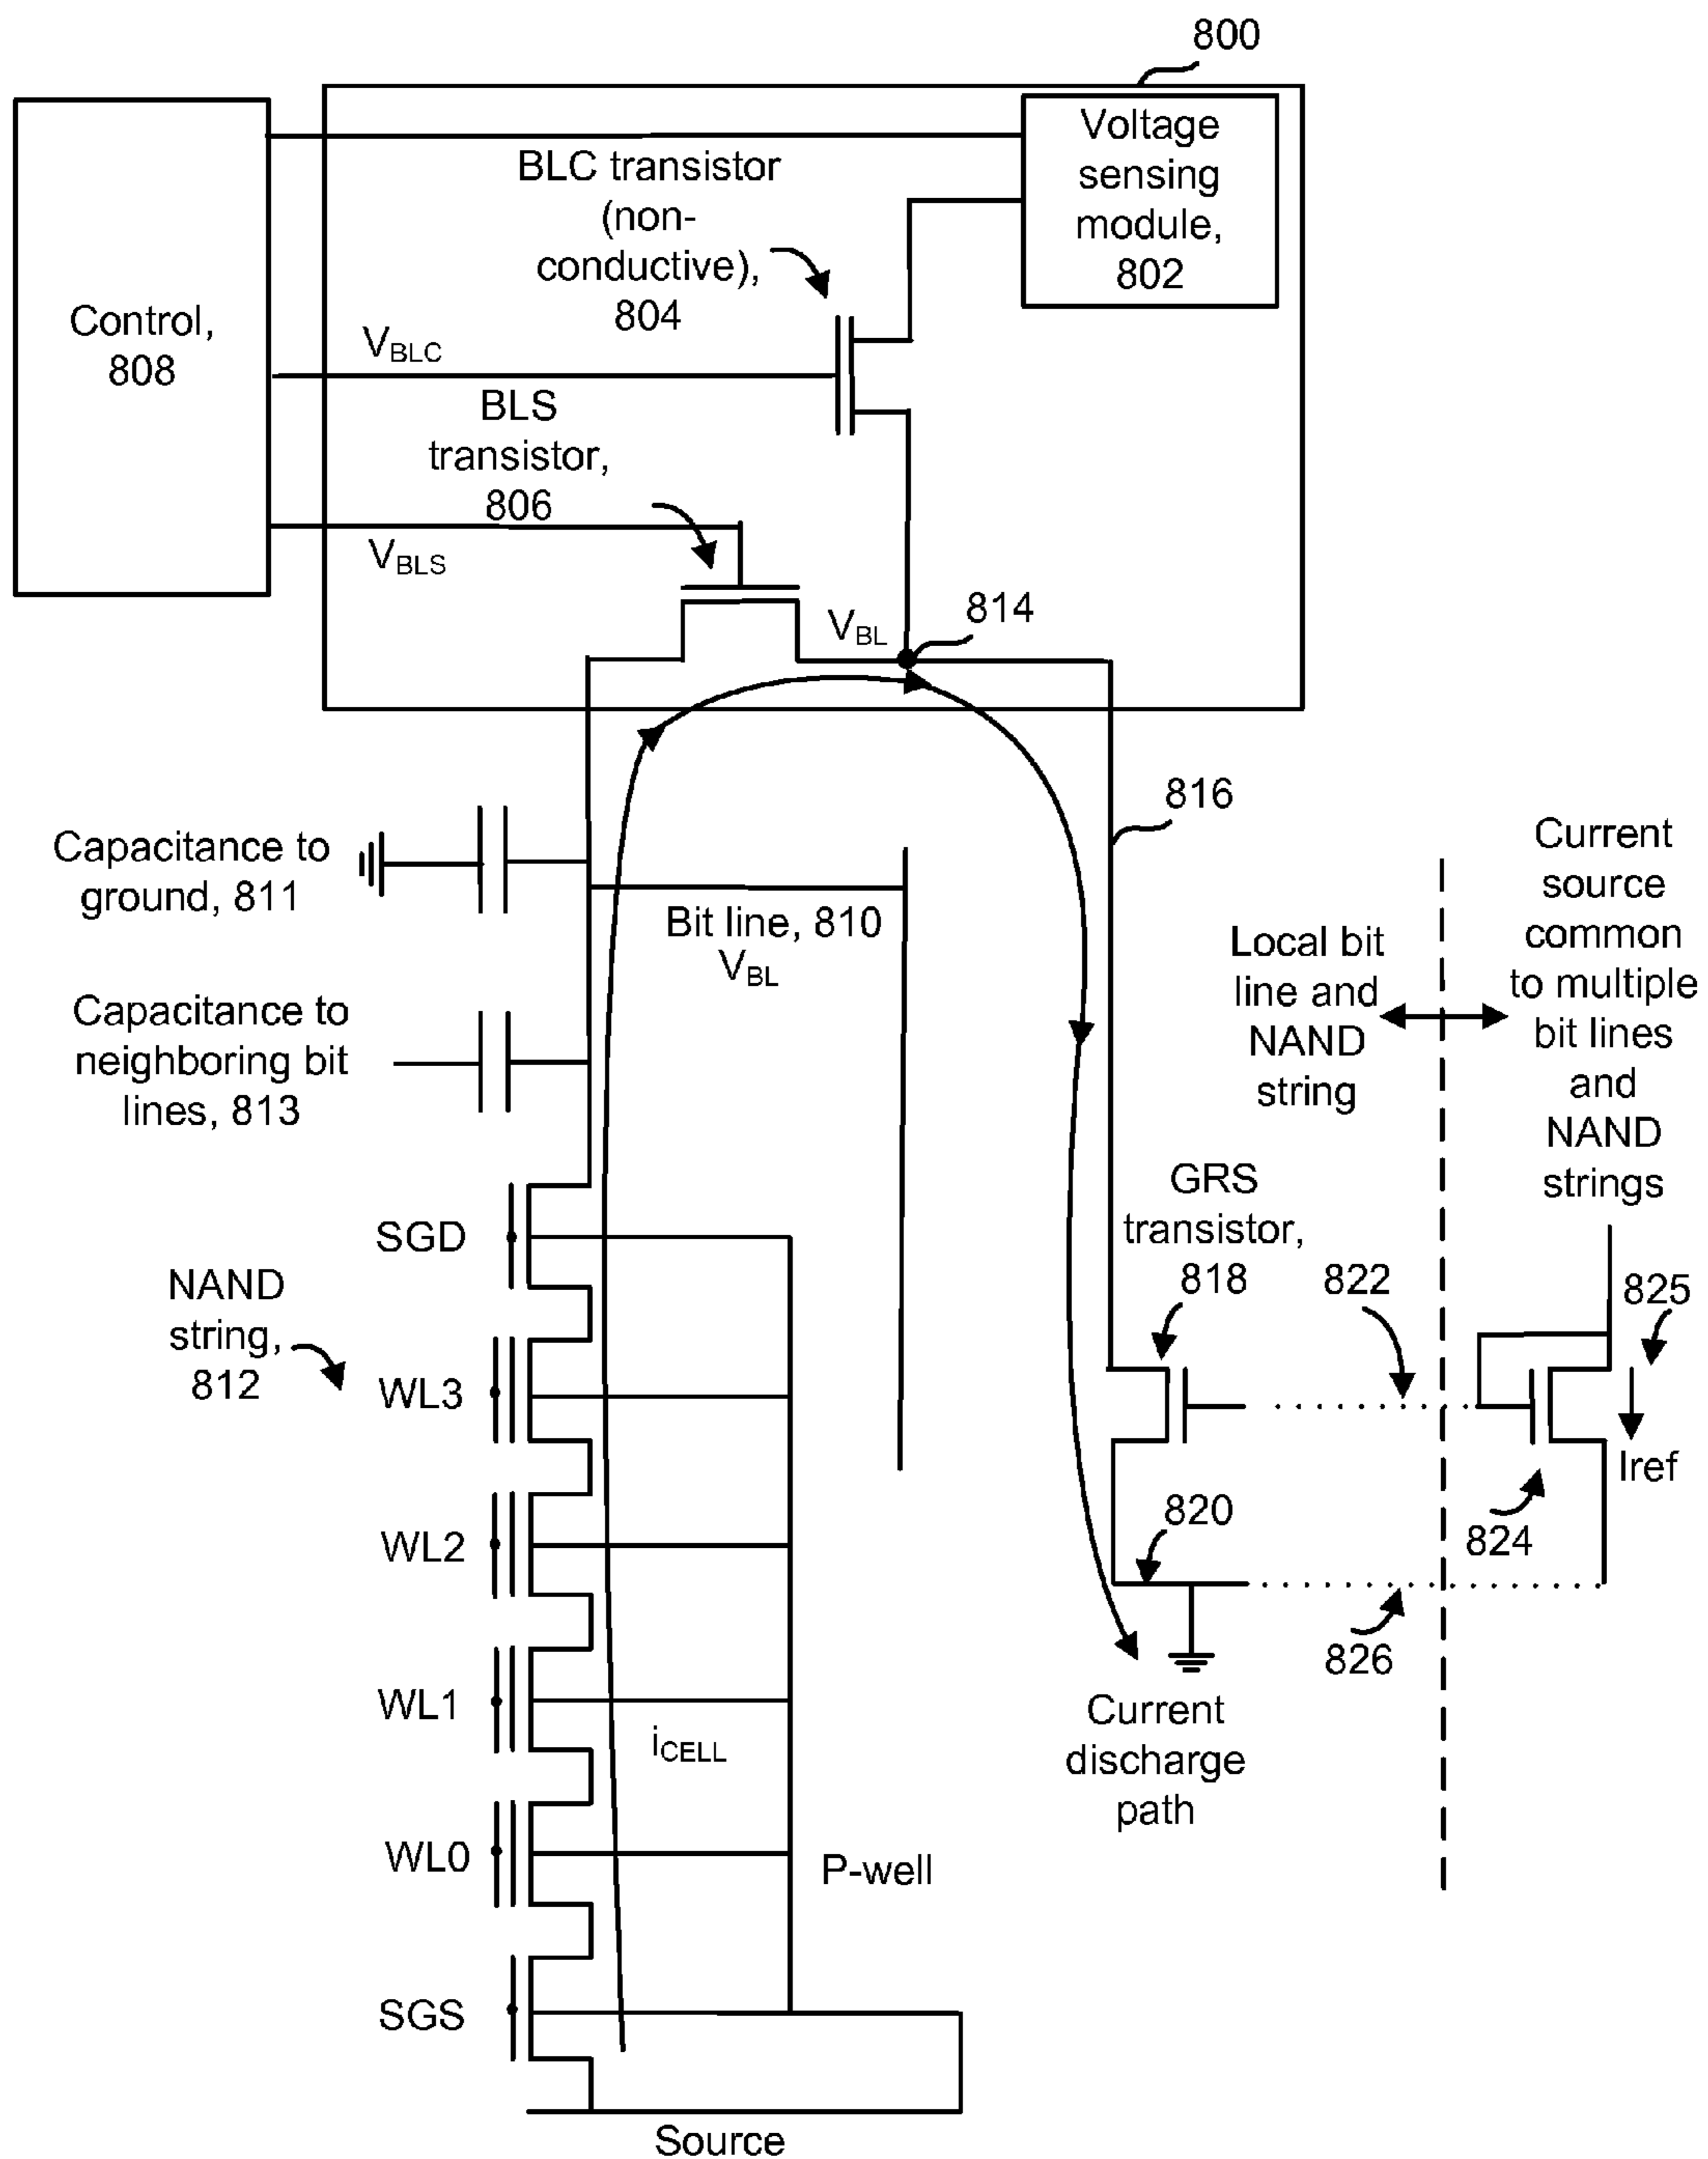 800
Voltage
sensing
module,
802
BLC transistor
(non-
conductive),
804
Control,
808
VBLC
BLS
transistor,
806
VBLS
VBL
814
816
Capacitance to
ground, 811
Bit line, 810
VBL
Local bit
line and
NAND
string
Current
source
common
to multiple
bit lines
and
NAND
strings
Capacitance to
neighboring bit
lines, 813
SGD
NAND
string,
812
WL3
WL2
WL1
WL0
SGS
iCELL
P-well
Source
GRS
transistor,
818
822
825
Iref
824
820
826
Current
discharge
path